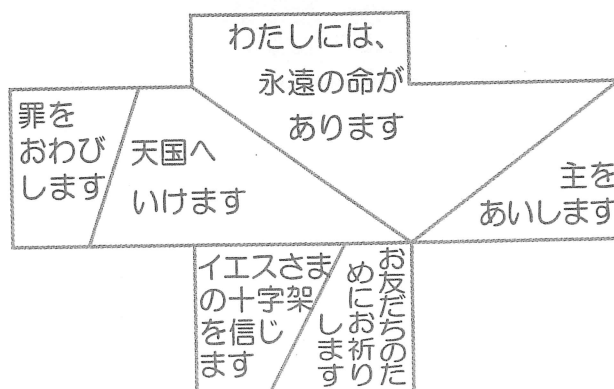 わたしには、
永遠の命が
あります
罪を
おわび
します
天国へ
いけます
主を
あいします
イエスさま
の十字架
を信じ
ます
お友だちのた
めにお祈り
します